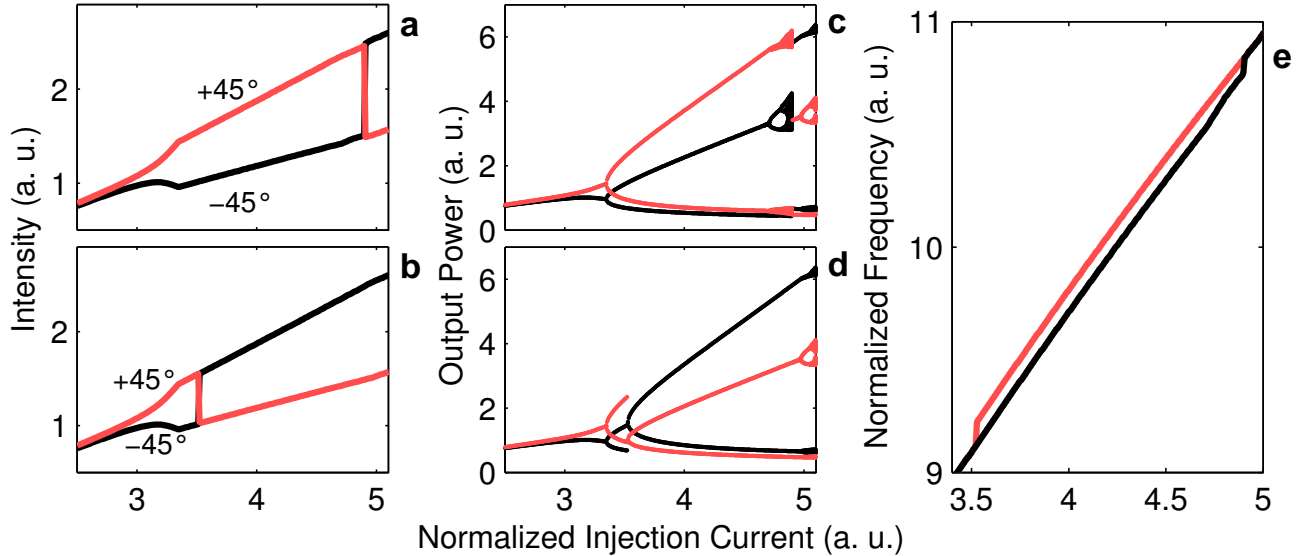 Intensity (a. u.)
a
+45°
−45°
2
1
b
+45°
−45°
2
1
3 4 5
Output Power (a. u.)
c
6
4
2
0
d
6
4
2
0
3 4 5
Normalized Frequency (a. u.)
e
11
10
9
3.5 4 4.5 5
Normalized Injection Current (a. u.)